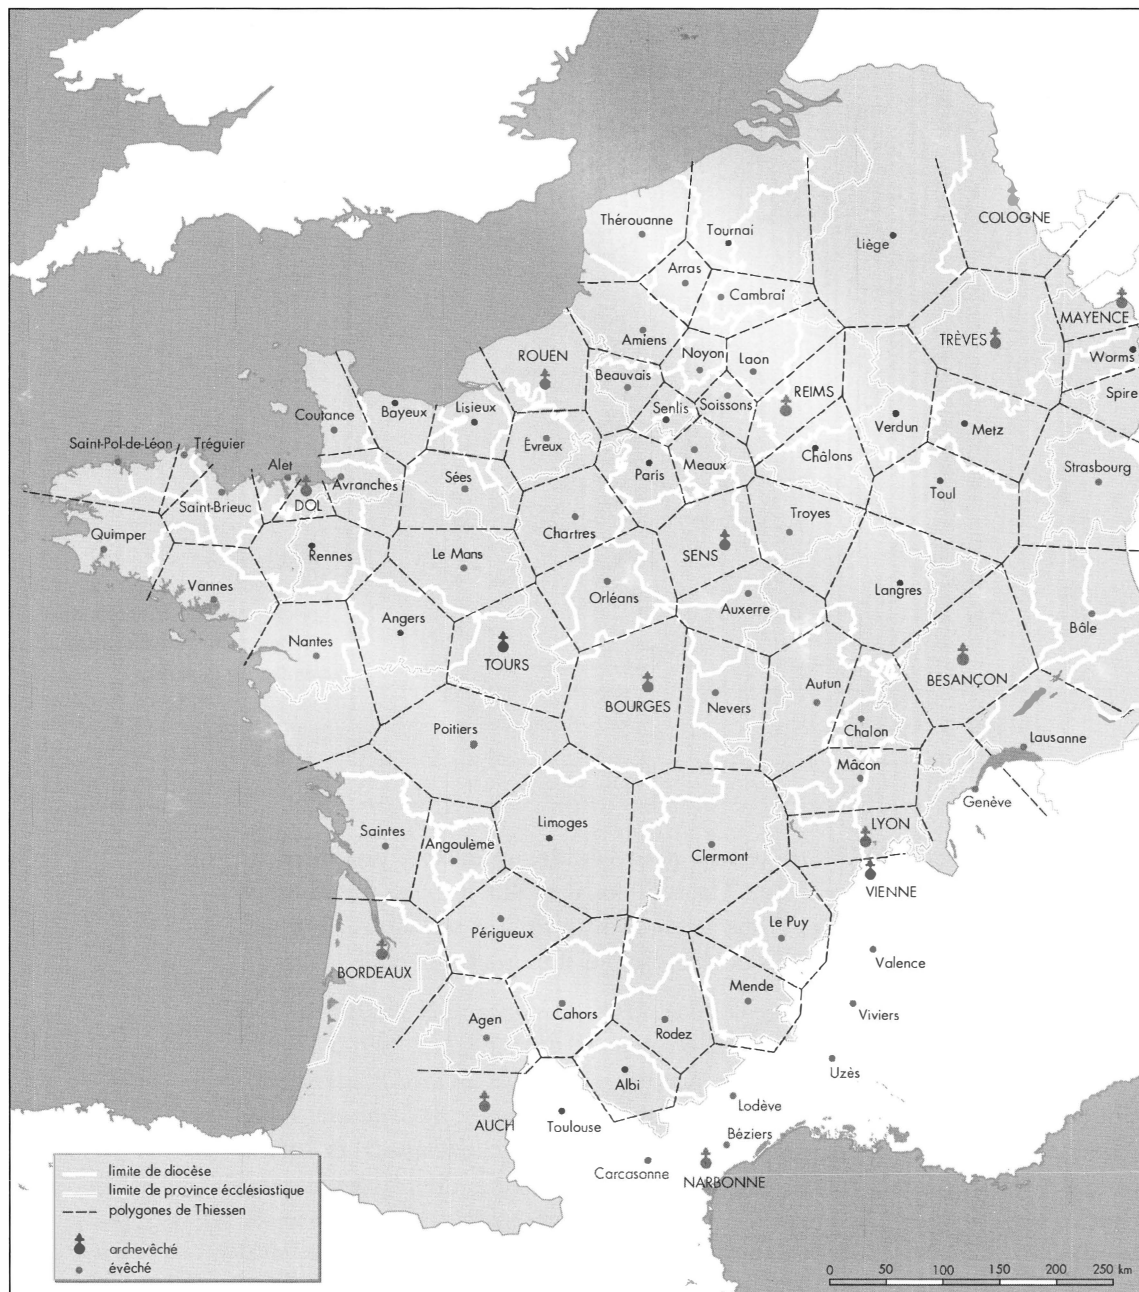 COLOGNE
Thérouanne
Tournai
Liège
Arras
Cambrai
MAYENCE
TRÈVES
Amiens
Noyon
Laon
Worms
ROUEN
Beauvais
REIMS
Spire
Coutance
Bayeux
Lisieux
Senlis
Soissons
Verdun
Metz
Saint-Pol-de-Léon
Tréguier
Évreux
Châlons
Strasbourg
Alet
Avranches
Sées
Paris
Meaux
Toul
Saint-Brieuc
DOL
Troyes
Quimper
Rennes
Le Mans
Chartres
SENS
Vannes
Orléans
Auxerre
Langres
Angers
Bâle
Nantes
TOURS
BESANÇON
BOURGES
Nevers
Autun
Poitiers
Chalon
Lausanne
Mâcon
Genève
Saintes
Angoulème
Limoges
LYON
Clermont
VIENNE
Périgueux
Le Puy
BORDEAUX
Valence
Mende
Agen
Cahors
Rodez
Viviers
Albi
Uzès
Lodève
AUCH
Toulouse
Béziers
Carcasonne
NARBONNE
limite de diocèse
limite de province écclésiastique
polygones de Thiessen
archevêché
évêché
0 50 100 150 200 250 km